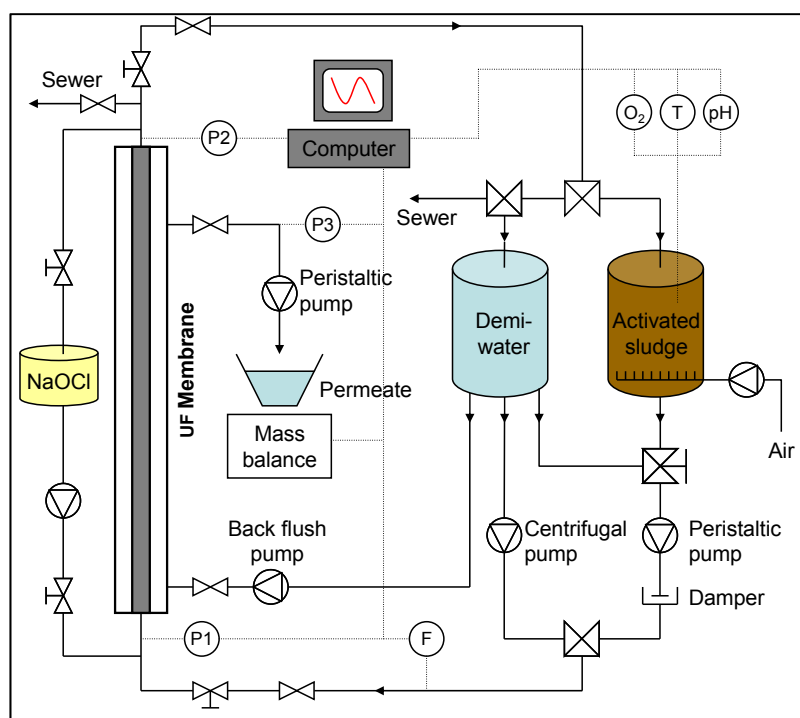 Sewer
P2
Computer
O₂
T
pH
Sewer
P3
Peristaltic
pump
Demi-
water
Activated
sludge
NaOCl
UF Membrane
Permeate
Mass
balance
Air
Back flush
pump
Centrifugal
pump
Peristaltic
pump
Damper
P1
F